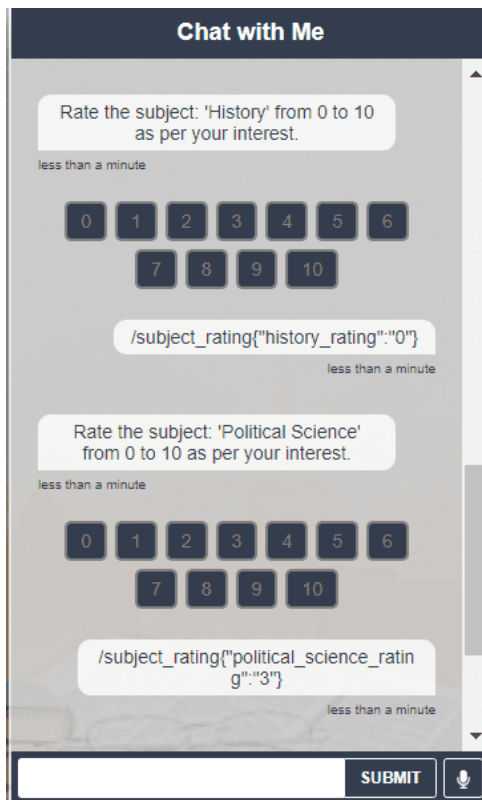 Chat with Me
Rate the subject: 'History' from 0 to 10
as per your interest.
less than a minute
0 1 2 3 4 5 6
7 8 9 10
/subject_rating{"history_rating":"0"}
less than a minute
Rate the subject: 'Political Science'
from 0 to 10 as per your interest.
less than a minute
0 1 2 3 4 5 6
7 8 9 10
/subject_rating{"political_science_ratin
g":"3"}
less than a minute
SUBMIT